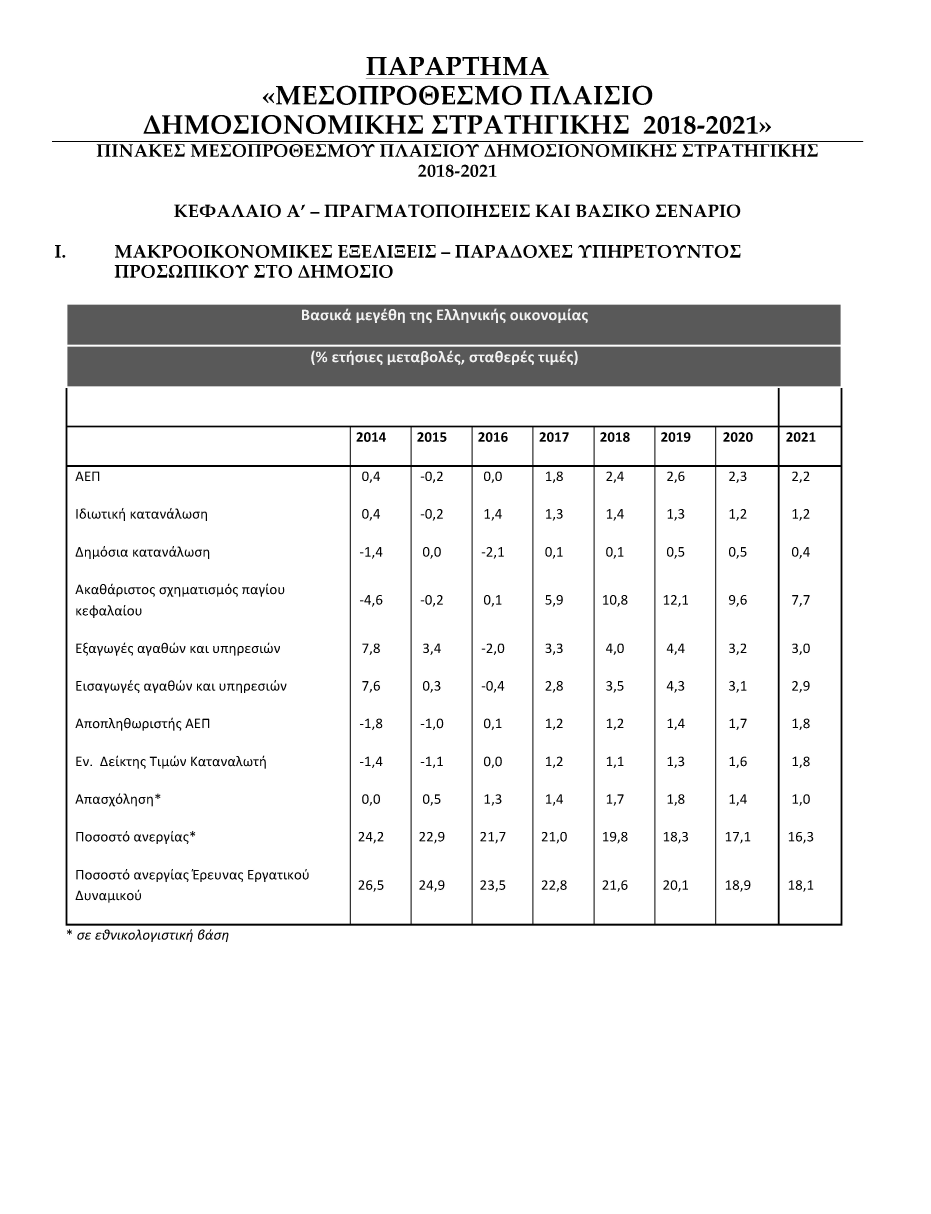 ΠΑΡΑΡΤΗΜΑ
«ΜΕΣΟΠΡΟΘΕΣΜΟ ΠΛΑΙΣΙΟ
ΔΗΜΟΣΙΟΝΟΜΙΚΗΣ ΣΤΡΑΤΗΓΙΚΗΣ 2018-2021»
ΠΙΝΑΚΕΣ ΜΕΣΟΠΡΟΘΕΣΜΟΥ ΠΛΑΙΣΙΟΥ ΔΗΜΟΣΙΟΝΟΜΙΚΗΣ ΣΤΡΑΤΗΓΙΚΗΣ
2018-2021
ΚΕΦΑΛΑΙΟ Α’ – ΠΡΑΓΜΑΤΟΠΟΙΗΣΕΙΣ ΚΑΙ ΒΑΣΙΚΟ ΣΕΝΑΡΙΟ
I. ΜΑΚΡΟΟΙΚΟΝΟΜΙΚΕΣ ΕΞΕΛΙΞΕΙΣ – ΠΑΡΑΔΟΧΕΣ ΥΠΗΡΕΤΟΥΝΤΟΣ
ΠΡΟΣΩΠΙΚΟΥ ΣΤΟ ΔΗΜΟΣΙΟ
Βασικά μεγέθη της Ελληνικής οικονομίας
(% ετήσιες μεταβολές, σταθερές τιμές)
2014 2015 2016 2017 2018 2019 2020 2021
ΑΕΠ 0,4 -0,2 0,0 1,8 2,4 2,6 2,3 2,2
Ιδιωτική κατανάλωση 0,4 -0,2 1,4 1,3 1,4 1,3 1,2 1,2
Δημόσια κατανάλωση -1,4 0,0 -2,1 0,1 0,1 0,5 0,5 0,4
Ακαθάριστος σχηματισμός παγίου
κεφαλαίου -4,6 -0,2 0,1 5,9 10,8 12,1 9,6 7,7
Εξαγωγές αγαθών και υπηρεσιών 7,8 3,4 -2,0 3,3 4,0 4,4 3,2 3,0
Εισαγωγές αγαθών και υπηρεσιών 7,6 0,3 -0,4 2,8 3,5 4,3 3,1 2,9
Αποπληθωριστής ΑΕΠ -1,8 -1,0 0,1 1,2 1,2 1,4 1,7 1,8
Εν. Δείκτης Τιμών Καταναλωτή -1,4 -1,1 0,0 1,2 1,1 1,3 1,6 1,8
Απασχόληση* 0,0 0,5 1,3 1,4 1,7 1,8 1,4 1,0
Ποσοστό ανεργίας* 24,2 22,9 21,7 21,0 19,8 18,3 17,1 16,3
Ποσοστό ανεργίας Έρευνας Εργατικού
Δυναμικού 26,5 24,9 23,5 22,8 21,6 20,1 18,9 18,1
* σε εθνικολογιστική βάση